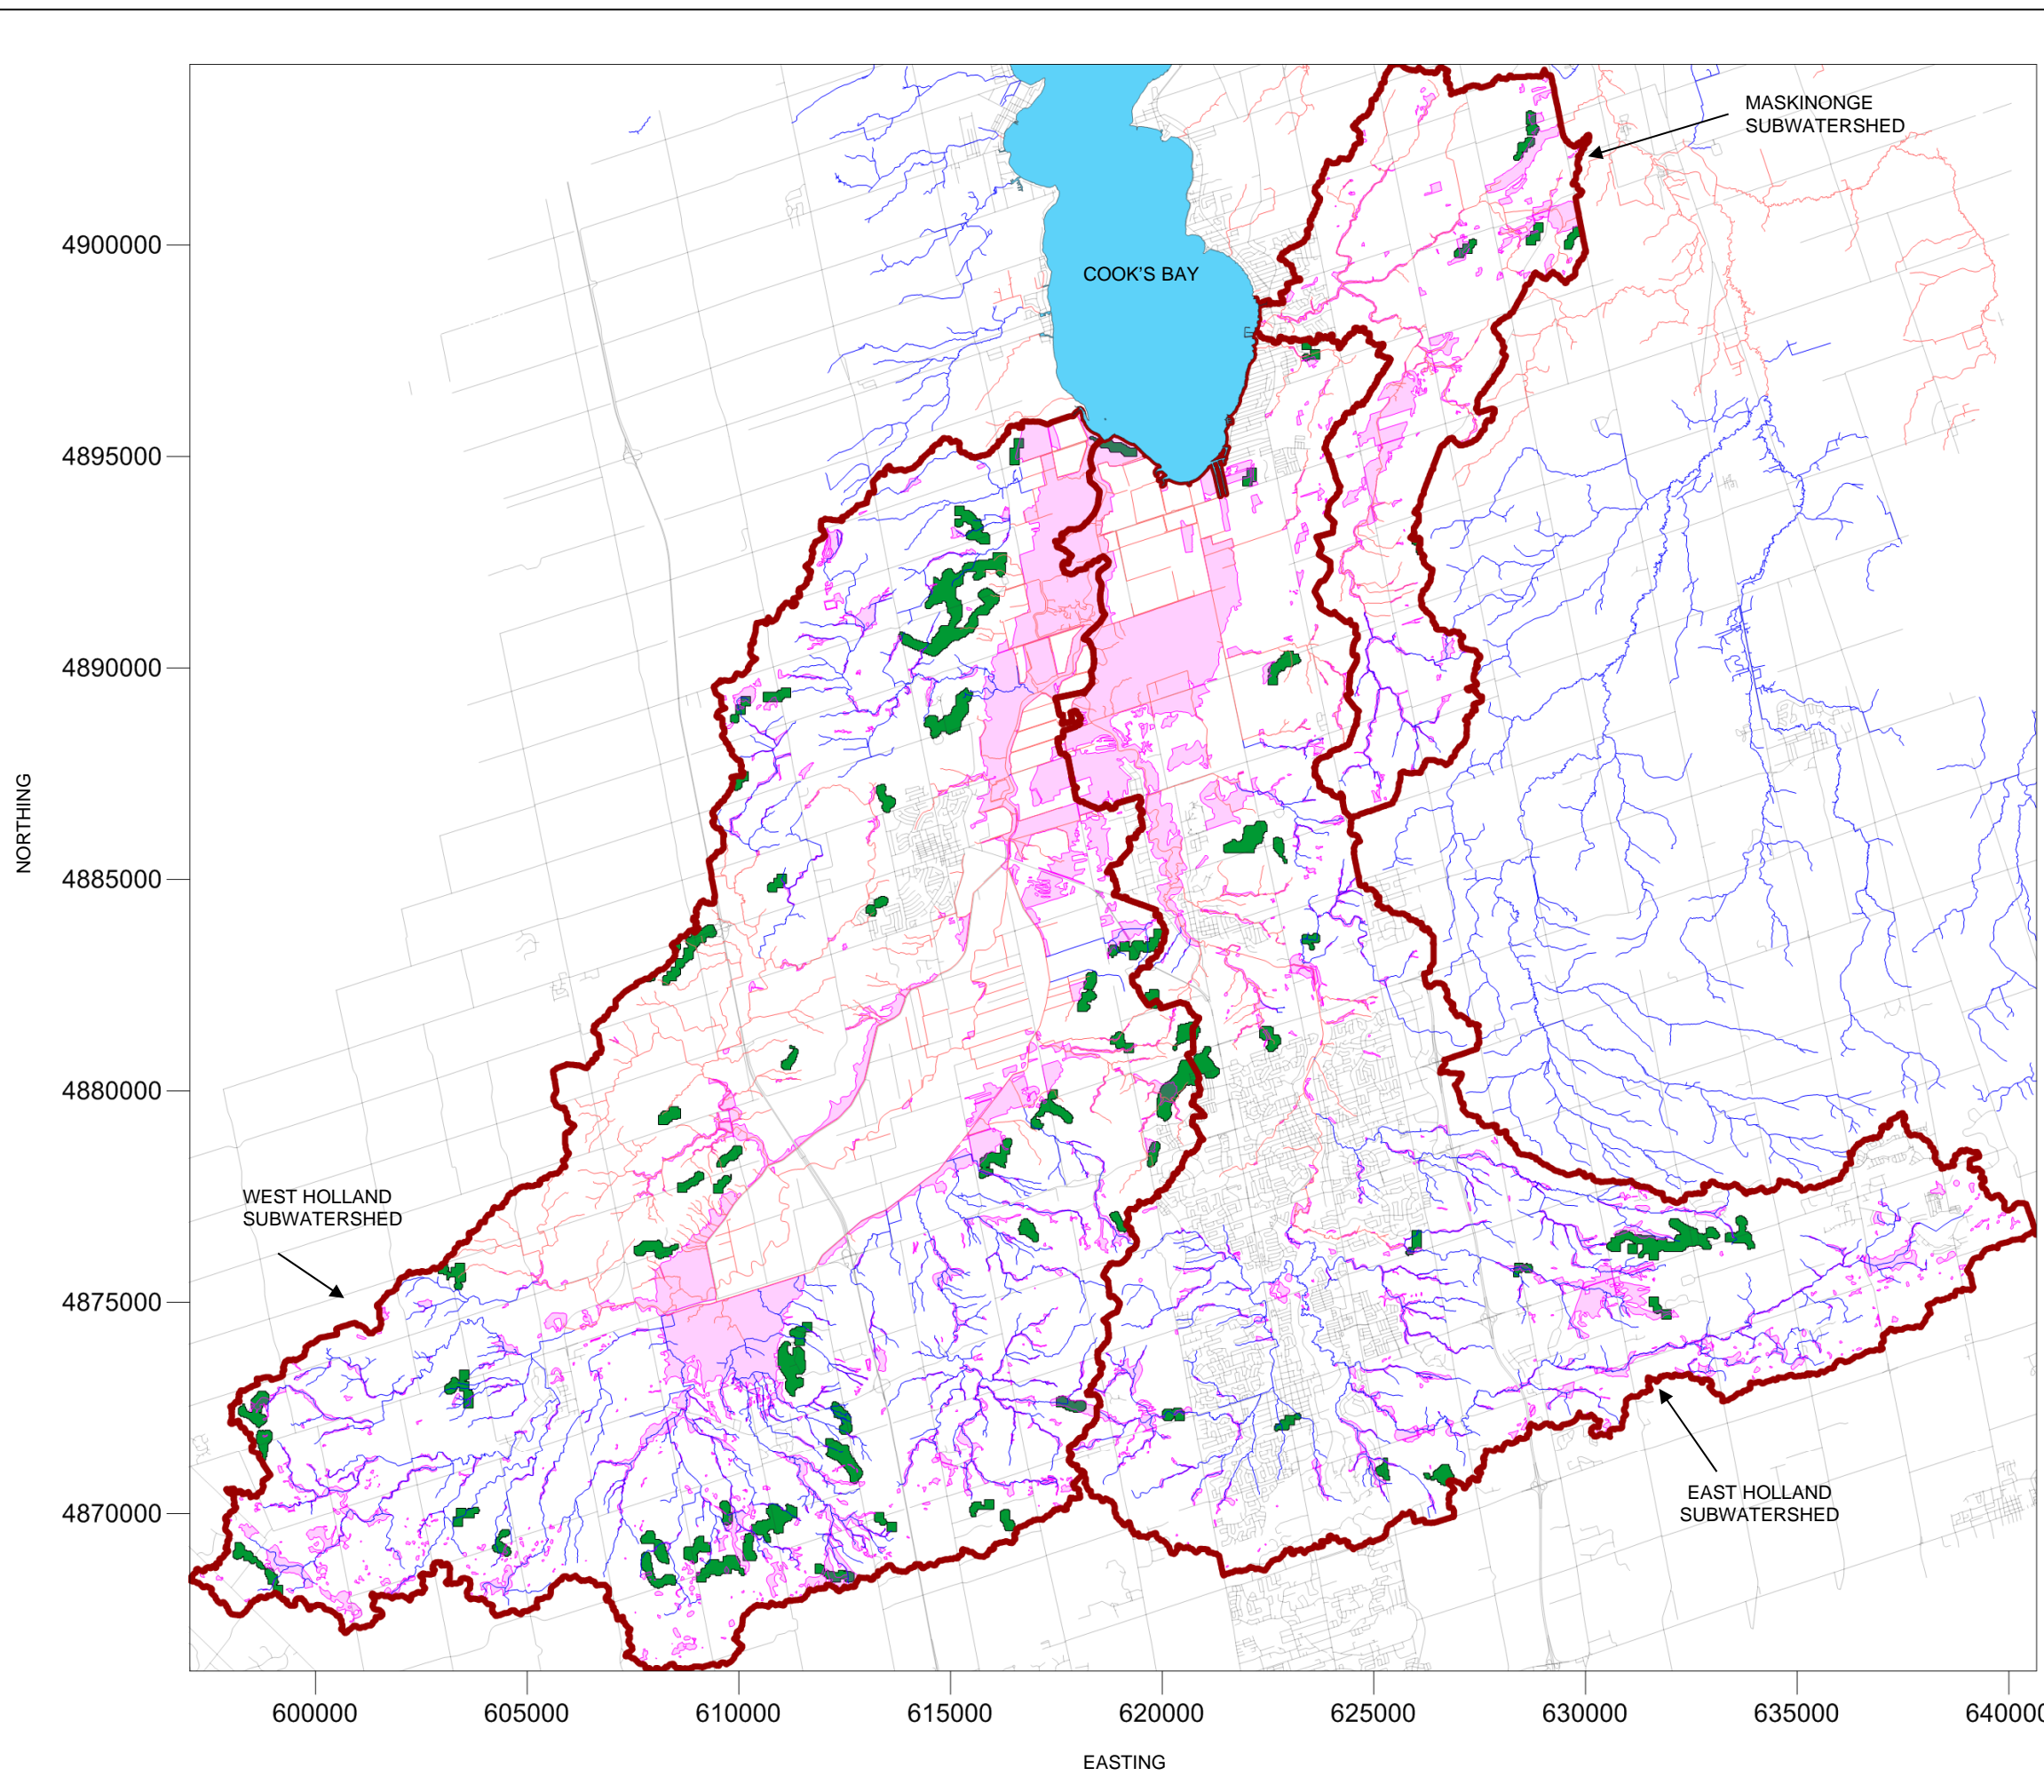 MASKINONGE
SUBWATERSHED
COOK'S BAY
4900000
4895000
4890000
4885000
4880000
4875000
4870000
NORTHING
WEST HOLLAND
SUBWATERSHED
EAST HOLLAND
SUBWATERSHED
600000
605000
610000
615000
620000
625000
630000
635000
640000
EASTING